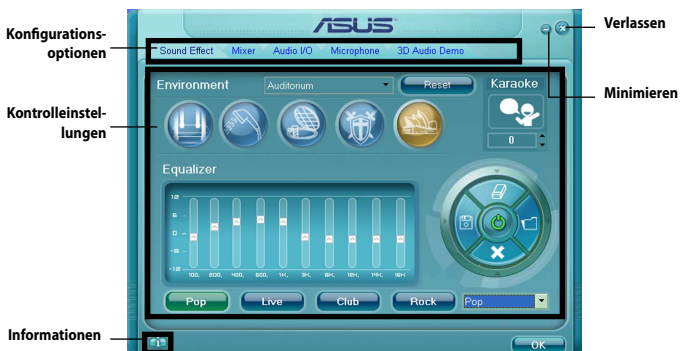 ASUS
Verlassen
Konfigurations-
optionen
Sound Effect Mixer Audio I/O Microphone 3D Audio Demo
Minimieren
Environment Auditorium Reset Karaoke
Kontrolleinstel-
lungen
0
Equalizer
12
6
0
-6
-12
100, 200, 400, 600, 1K, 3K, 6K, 12K, 14K, 16K
Pop Live Club Rock Pop
Informationen
i
OK